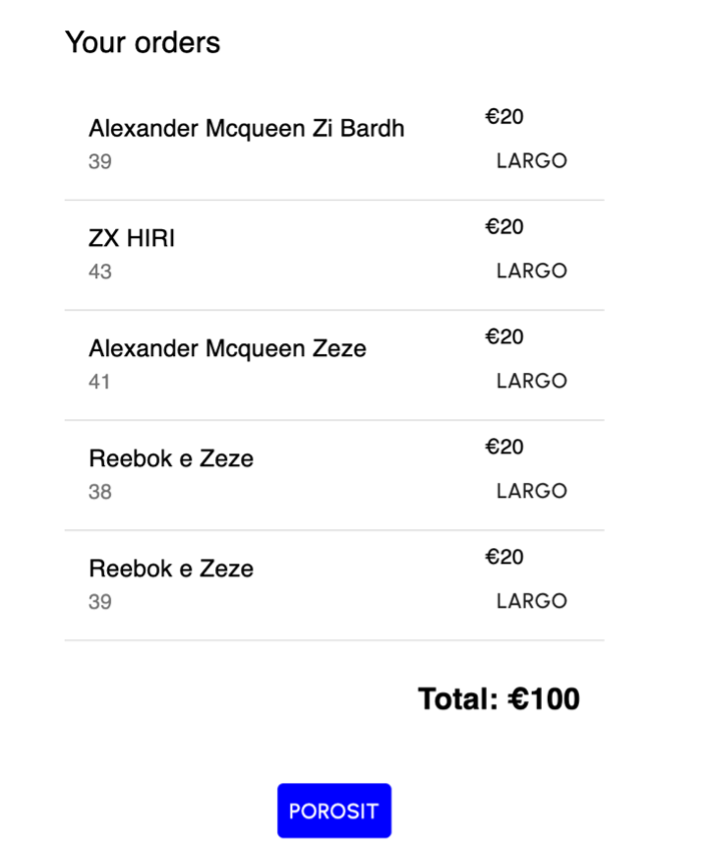 Your orders
Alexander Mcqueen Zi Bardh
€20
39
LARGO
ZX HIRI
€20
43
LARGO
Alexander Mcqueen Zeze
€20
41
LARGO
Reebok e Zeze
€20
38
LARGO
Reebok e Zeze
€20
39
LARGO
Total: €100
POROSIT